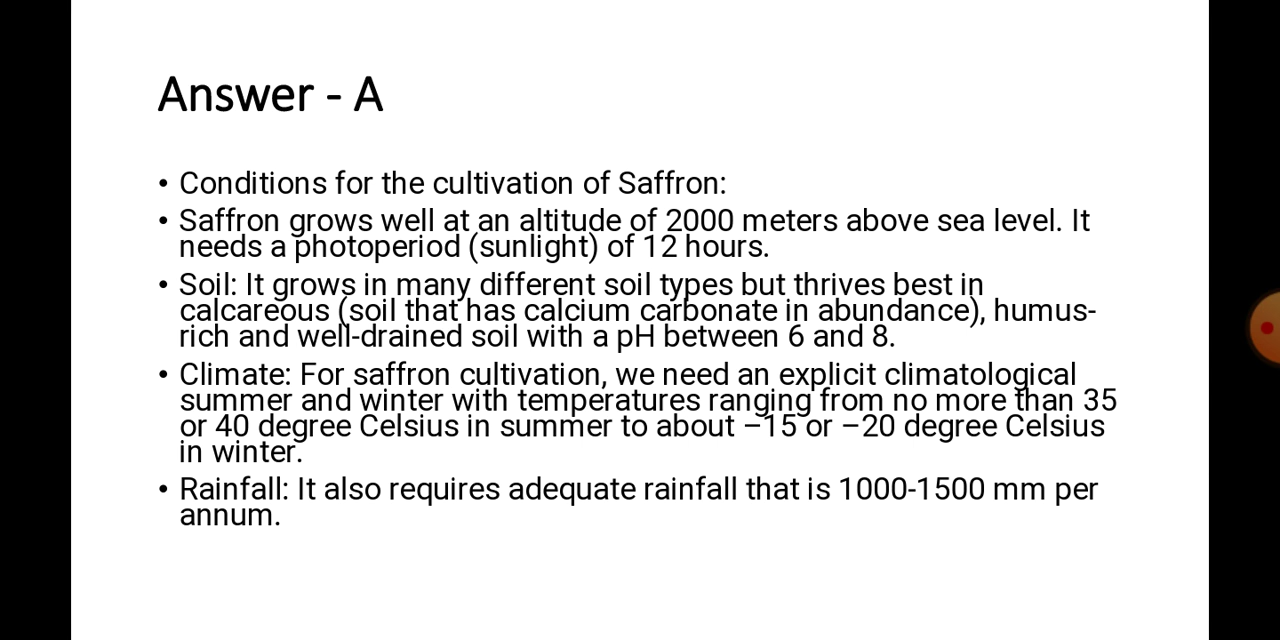 Answer - A
• Conditions for the cultivation of Saffron:
• Saffron grows well at an altitude of 2000 meters above sea level. It
needs a photoperiod (sunlight) of 12 hours.
• Soil: It grows in many different soil types but thrives best in
calcareous (soil that has calcium carbonate in abundance), humus-
rich and well-drained soil with a pH between 6 and 8.
• Climate: For saffron cultivation, we need an explicit climatological
summer and winter with temperatures ranging from no more than 35
or 40 degree Celsius in summer to about –15 or –20 degree Celsius
in winter.
• Rainfall: It also requires adequate rainfall that is 1000-1500 mm per
annum.